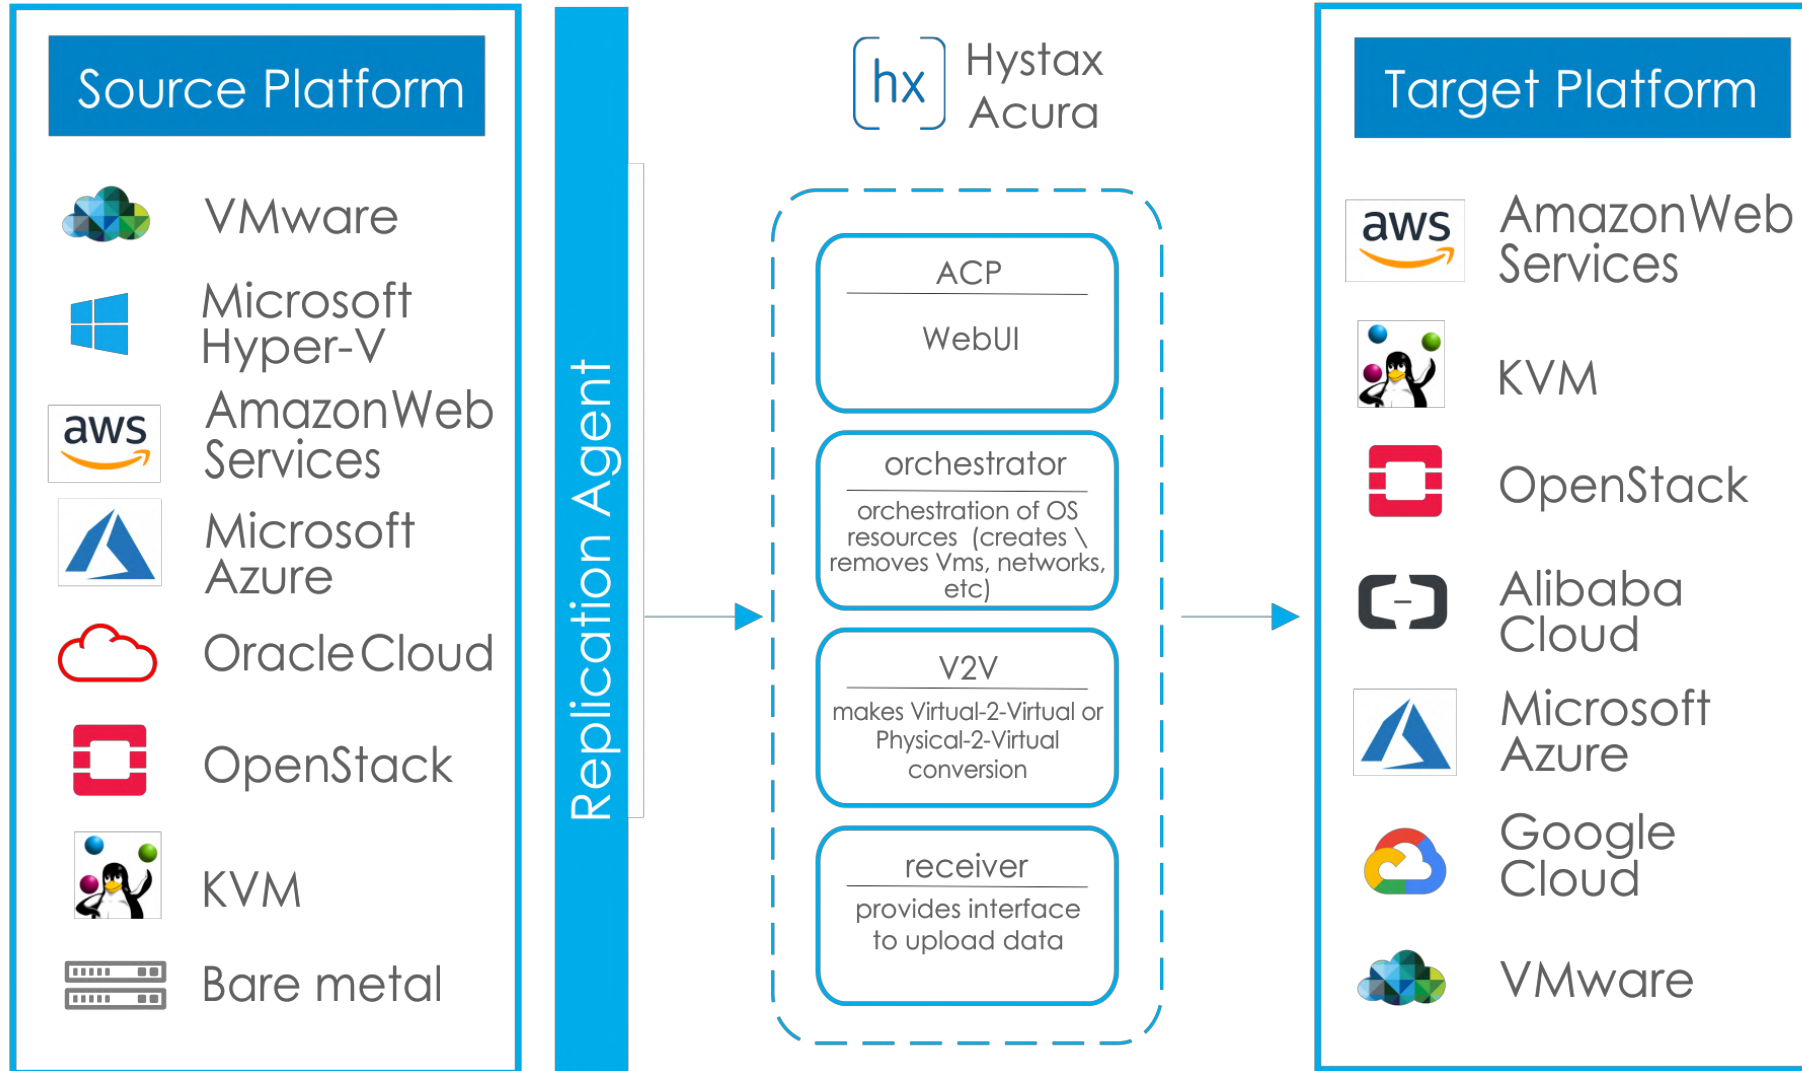 Source Platform
VMware
Microsoft
Hyper-V
aws
AmazonWeb
Services
Microsoft
Azure
Oracle Cloud
OpenStack
KVM
Bare metal
Replication Agent
hx
Hystax
Acura
ACP
WebUI
orchestrator
orchestration of OS
resources (creates \
removes Vms, networks,
etc)
V2V
makes Virtual-2-Virtual or
Physical-2-Virtual
conversion
receiver
provides interface
to upload data
Target Platform
aws
AmazonWeb
Services
KVM
OpenStack
Alibaba
Cloud
Microsoft
Azure
Google
Cloud
VMware